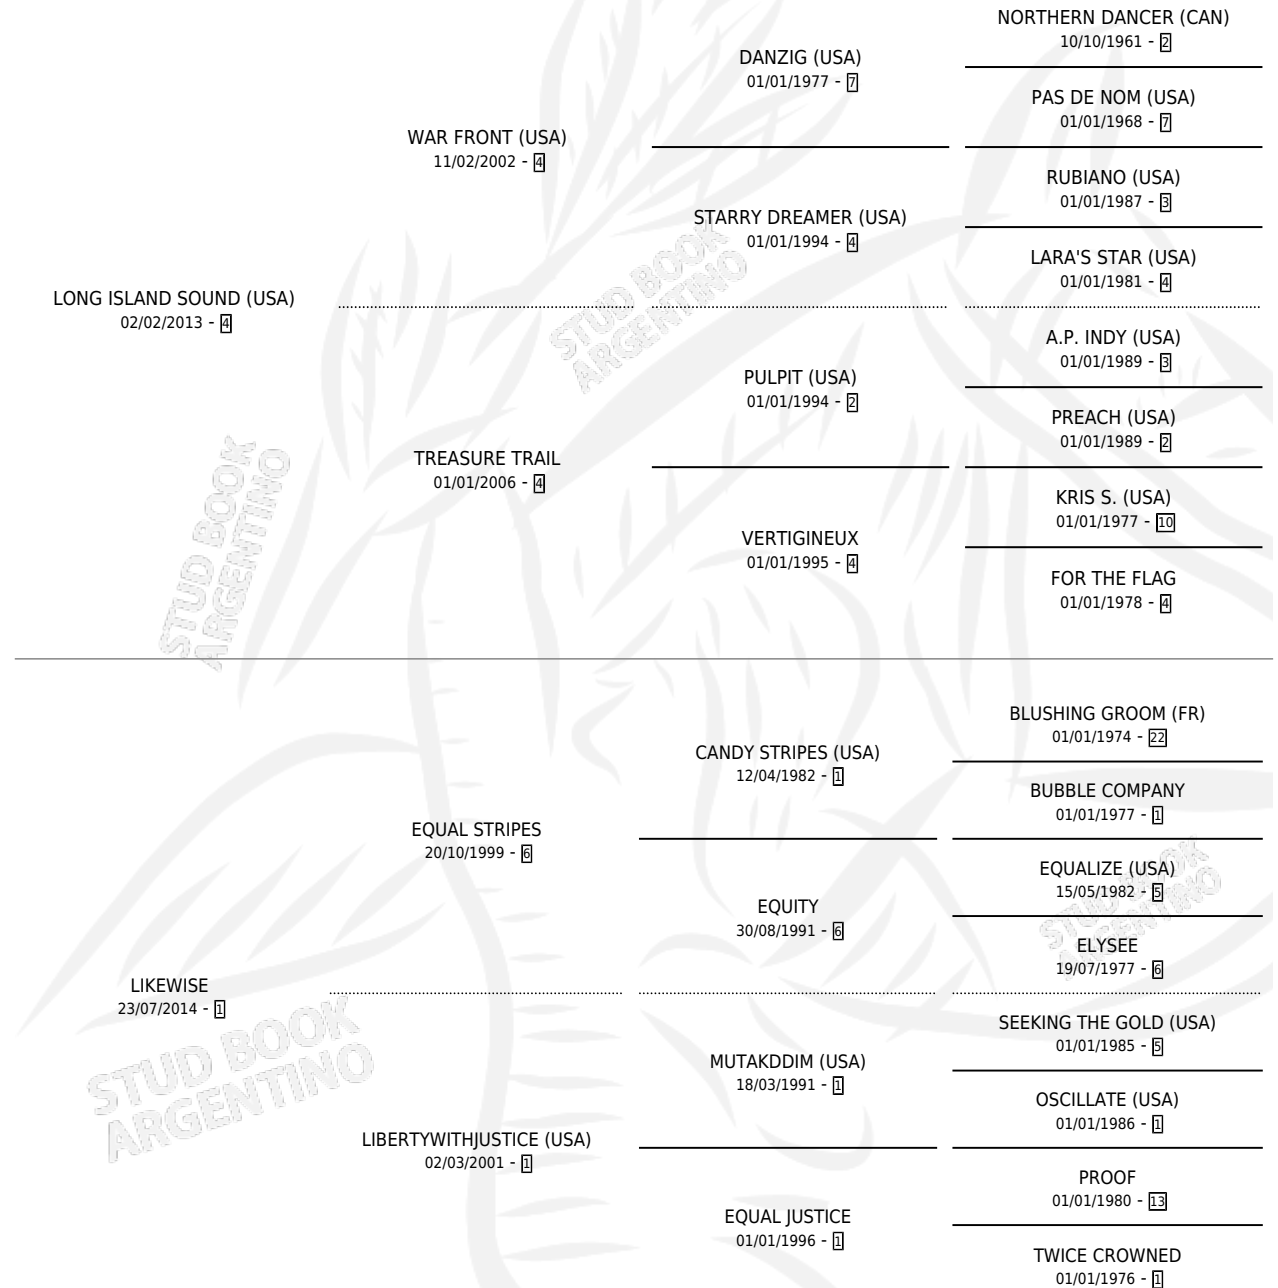 NORTHERN DANCER (CAN)
10/10/1961 - 2
DANZIG (USA)
01/01/1977 - 7
PAS DE NOM (USA)
01/01/1968 - 7
WAR FRONT (USA)
11/02/2002 - 4
RUBIANO (USA)
01/01/1987 - 3
STARRY DREAMER (USA)
01/01/1994 - 4
LARA'S STAR (USA)
01/01/1981 - 4
LONG ISLAND SOUND (USA)
02/02/2013 - 4
A.P. INDY (USA)
01/01/1989 - 3
PULPIT (USA)
01/01/1994 - 2
PREACH (USA)
01/01/1989 - 2
TREASURE TRAIL
01/01/2006 - 4
KRIS S. (USA)
01/01/1977 - 10
VERTIGINEUX
01/01/1995 - 4
FOR THE FLAG
01/01/1978 - 4
BLUSHING GROOM (FR)
01/01/1974 - 22
CANDY STRIPES (USA)
12/04/1982 - 1
BUBBLE COMPANY
01/01/1977 - 1
EQUAL STRIPES
20/10/1999 - 6
EQUALIZE (USA)
15/05/1982 - 5
EQUITY
30/08/1991 - 6
ELYSEE
19/07/1977 - 6
LIKEWISE
23/07/2014 - 1
SEEKING THE GOLD (USA)
01/01/1985 - 5
MUTAKDDIM (USA)
18/03/1991 - 1
OSCILLATE (USA)
01/01/1986 - 1
LIBERTYWITHJUSTICE (USA)
02/03/2001 - 1
PROOF
01/01/1980 - 13
EQUAL JUSTICE
01/01/1996 - 1
TWICE CROWNED
01/01/1976 - 1
STUD BOOK
ARGENTINO
STUD BOOK
ARGENTINO
STUD BOOK
ARGENTINO
STUD BOOK
ARGENTINO